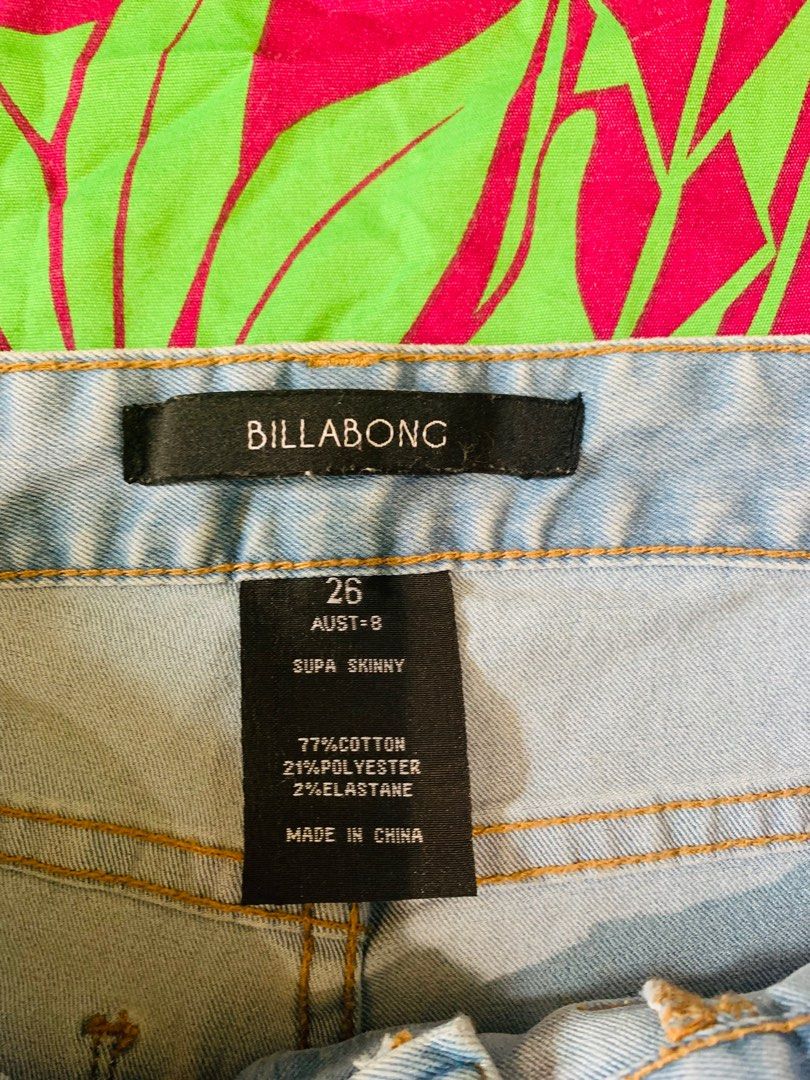 BILLABONG
26
AUST=8
SUPA SKINNY
77%COTTON
21%POLYESTER
2%ELASTANE
MADE IN CHINA